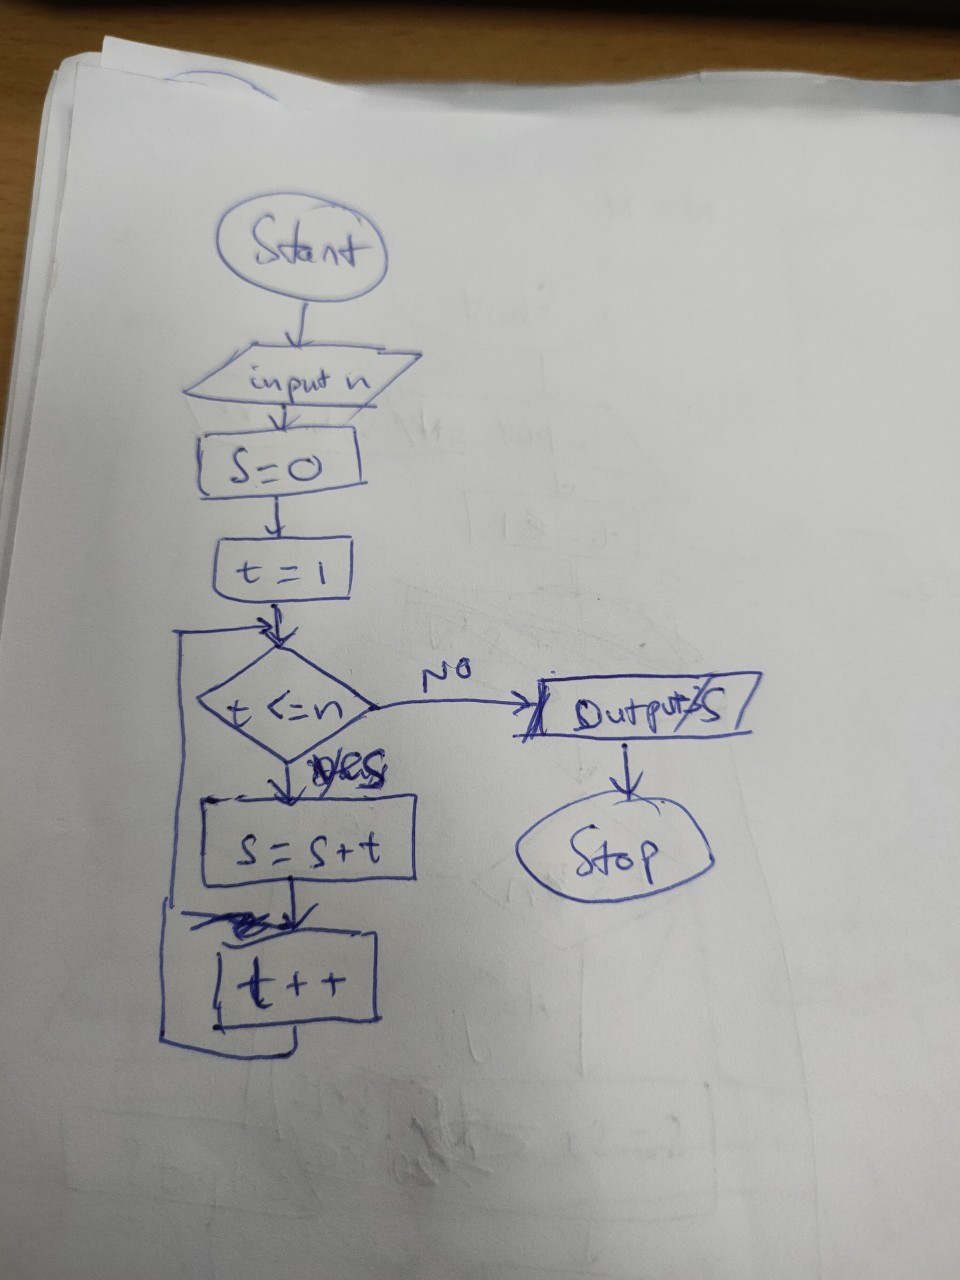 Start
input n
S=0
t=1
t <=n
NO
Output S
Yes
S=S+t
Stop
t++